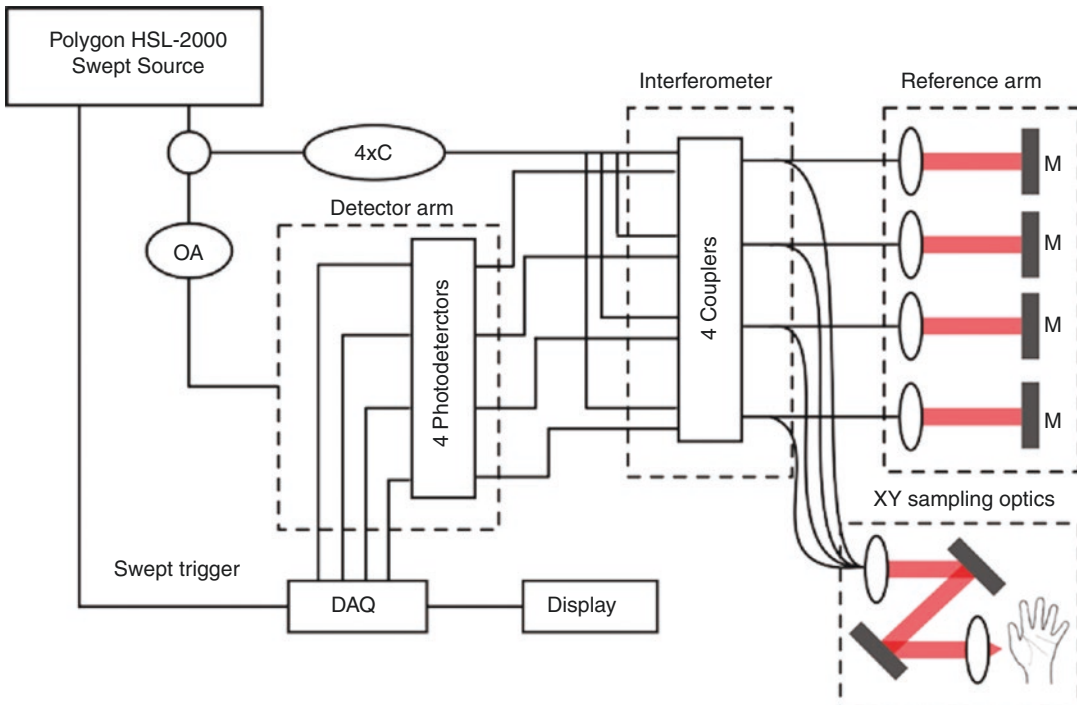 Polygon HSL-2000
Swept Source
Interferometer
Reference arm
4xC
M
Detector arm
OA
M
4 Photodeterctors
4 Couplers
M
M
XY sampling optics
Swept trigger
DAQ
Display